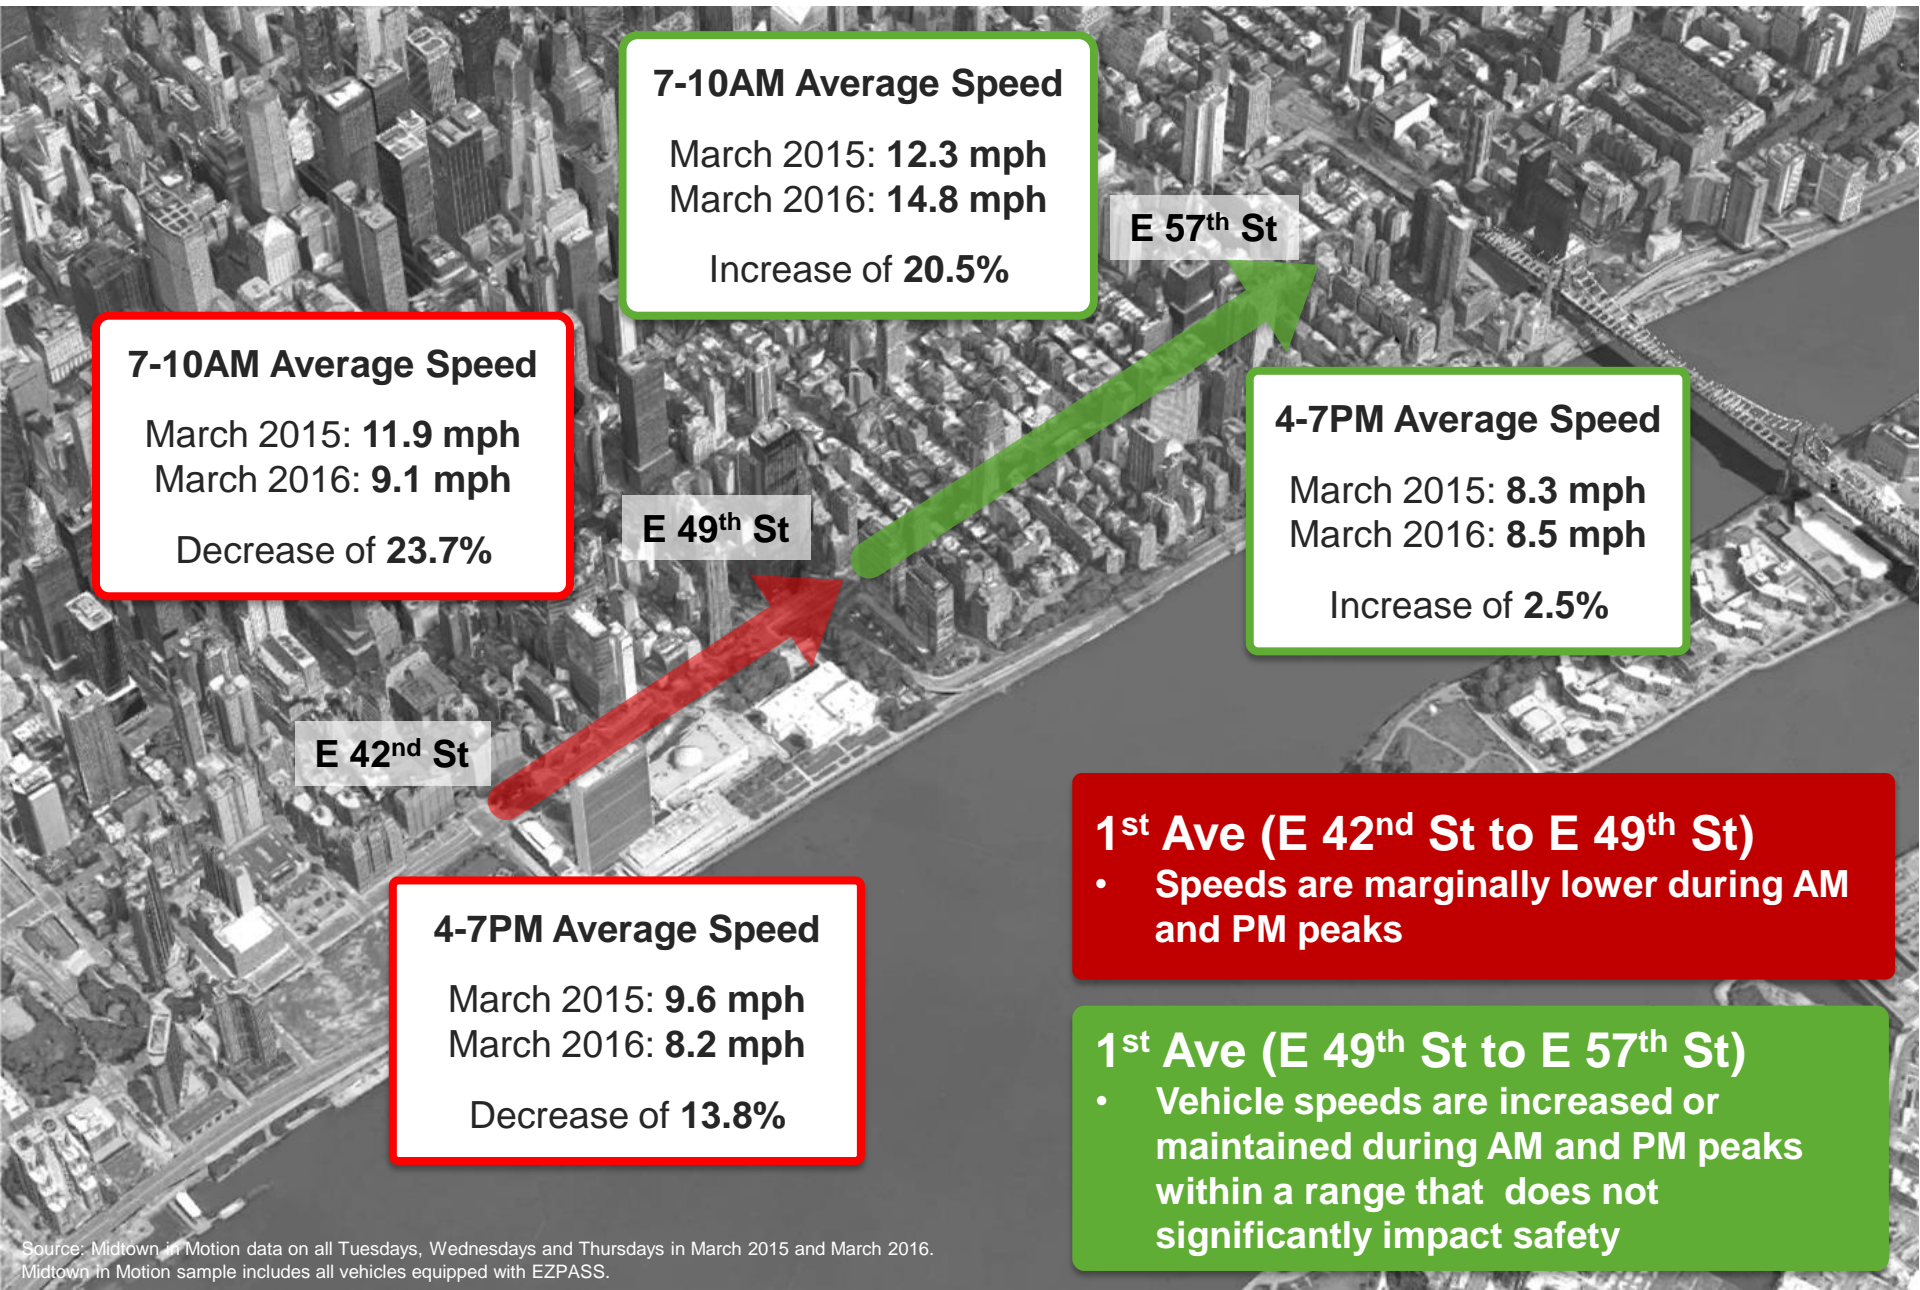 7-10AM Average Speed
March 2015: 12.3 mph
March 2016: 14.8 mph
Increase of 20.5%
E 57th St
7-10AM Average Speed
March 2015: 11.9 mph
March 2016: 9.1 mph
Decrease of 23.7%
4-7PM Average Speed
March 2015: 8.3 mph
March 2016: 8.5 mph
Increase of 2.5%
E 49th St
E 42nd St
4-7PM Average Speed
March 2015: 9.6 mph
March 2016: 8.2 mph
Decrease of 13.8%
1st Ave (E 42nd St to E 49th St)
• Speeds are marginally lower during AM
and PM peaks
1st Ave (E 49th St to E 57th St)
• Vehicle speeds are increased or
maintained during AM and PM peaks
within a range that does not
significantly impact safety
Source: Midtown in Motion data on all Tuesdays, Wednesdays and Thursdays in March 2015 and March 2016.
Midtown in Motion sample includes all vehicles equipped with EZPASS.